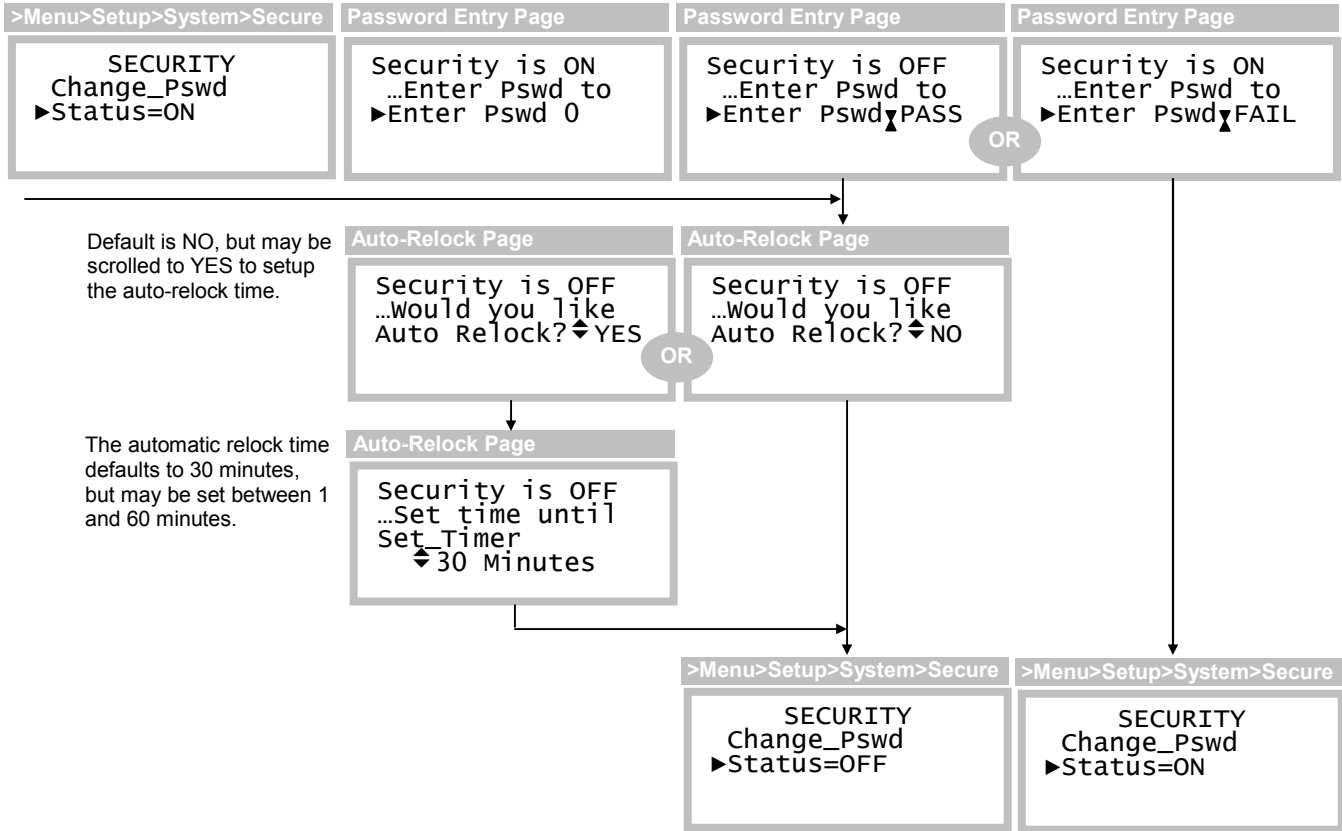 >Menu>Setup>System>Secure
SECURITY
Change_Pswd
►Status=ON
Password Entry Page
Security is ON
…Enter Pswd to
►Enter Pswd 0
Password Entry Page
Security is OFF
…Enter Pswd to
►Enter Pswd PASS
OR
Password Entry Page
Security is ON
…Enter Pswd to
►Enter Pswd FAIL
Default is NO, but may be
scrolled to YES to setup
the auto-relock time.
Auto-Relock Page
Security is OFF
…Would you like
Auto Relock? YES
OR
Auto-Relock Page
Security is OFF
…Would you like
Auto Relock? NO
The automatic relock time
defaults to 30 minutes,
but may be set between 1
and 60 minutes.
Auto-Relock Page
Security is OFF
…Set time until
Set_Timer
30 Minutes
>Menu>Setup>System>Secure
SECURITY
Change_Pswd
►Status=OFF
>Menu>Setup>System>Secure
SECURITY
Change_Pswd
►Status=ON